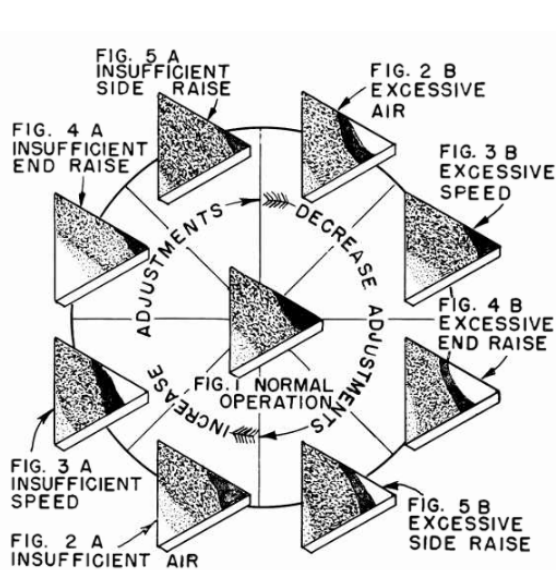 FIG. 5 A
INSUFFICIENT
SIDE RAISE
FIG. 2 B
EXCESSIVE
AIR
FIG. 4 A
INSUFFICIENT
END RAISE
FIG. 3 B
EXCESSIVE
SPEED
INCREASE ADJUSTMENTS
DECREASE ADJUSTMENTS
FIG. 1 NORMAL
OPERATION
FIG. 4 B
EXCESSIVE
END RAISE
FIG. 3 A
INSUFFICIENT
SPEED
FIG. 5 B
EXCESSIVE
SIDE RAISE
FIG. 2 A
INSUFFICIENT AIR